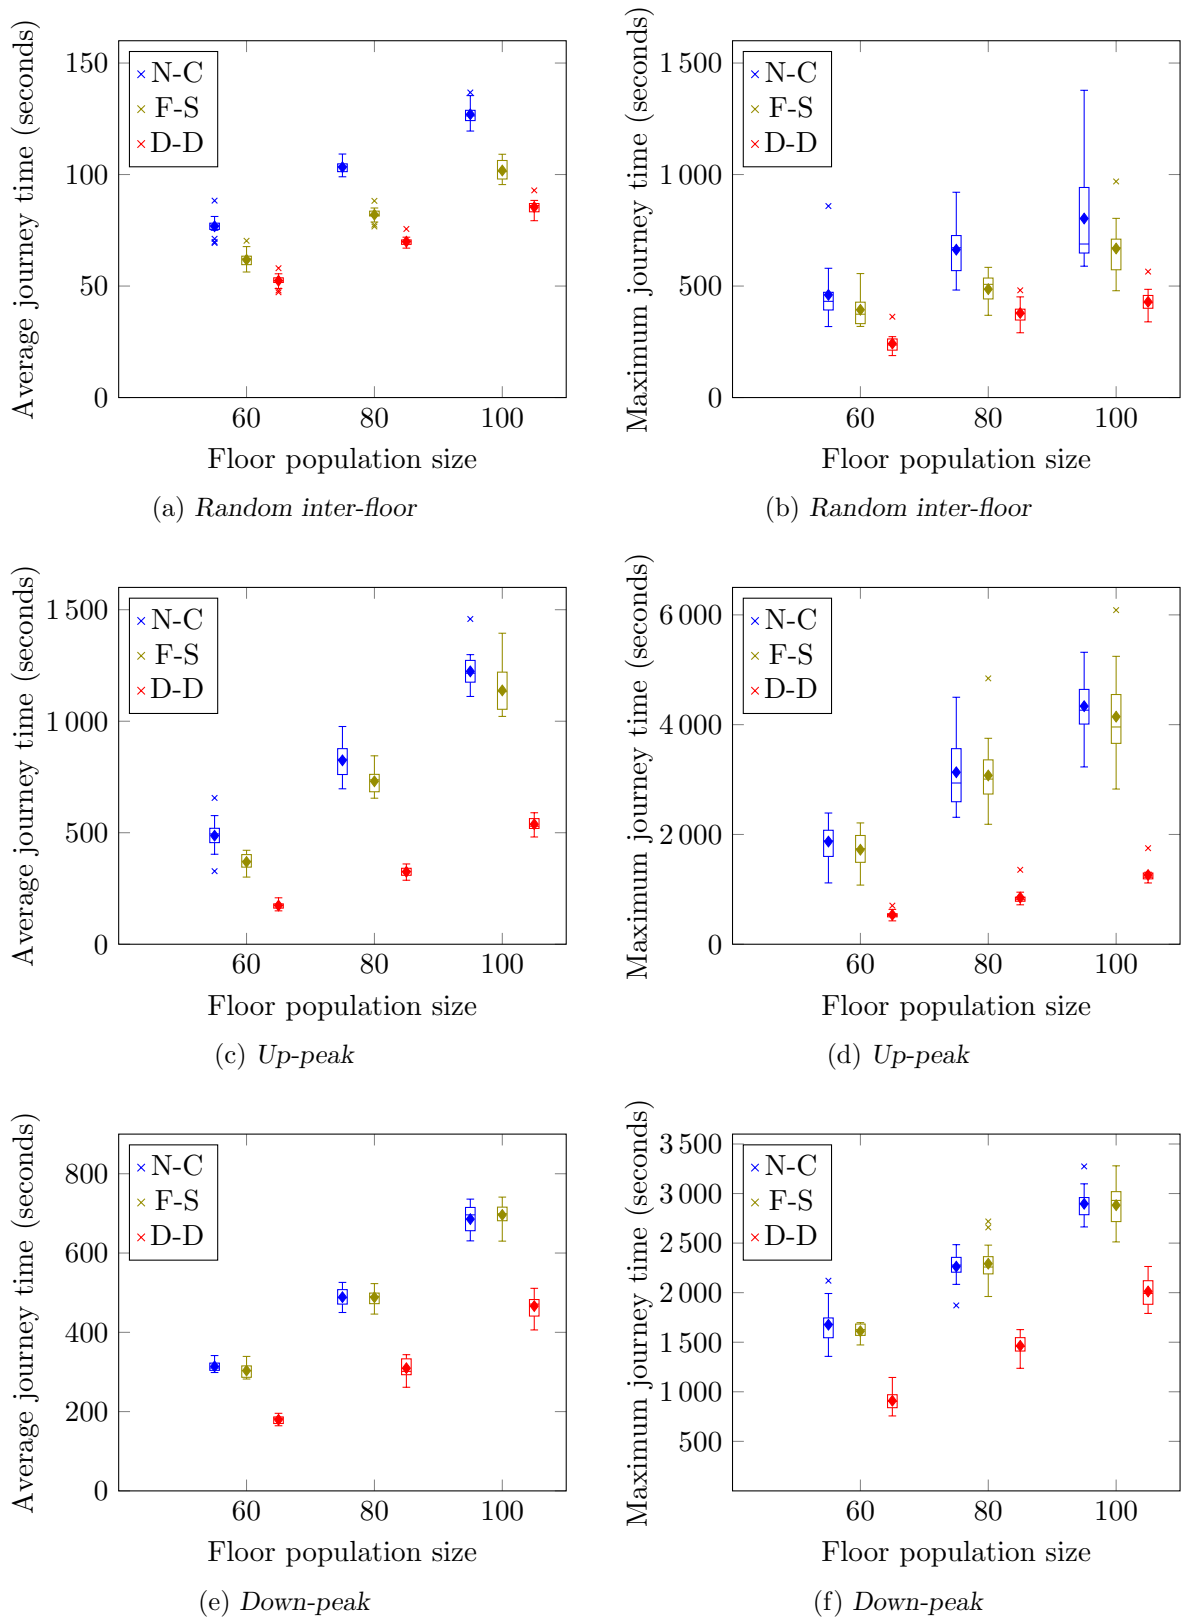 Average journey time (seconds)
150
100
50
0
N-C
F-S
D-D
60 80 100
Floor population size
(a) Random inter-floor
Maximum journey time (seconds)
1 500
1 000
500
0
N-C
F-S
D-D
60 80 100
Floor population size
(b) Random inter-floor
Average journey time (seconds)
1 500
1 000
500
0
N-C
F-S
D-D
60 80 100
Floor population size
(c) Up-peak
Maximum journey time (seconds)
6 000
4 000
2 000
0
N-C
F-S
D-D
60 80 100
Floor population size
(d) Up-peak
Average journey time (seconds)
800
600
400
200
0
N-C
F-S
D-D
60 80 100
Floor population size
(e) Down-peak
Maximum journey time (seconds)
3 500
3 000
2 500
2 000
1 500
1 000
500
N-C
F-S
D-D
60 80 100
Floor population size
(f) Down-peak